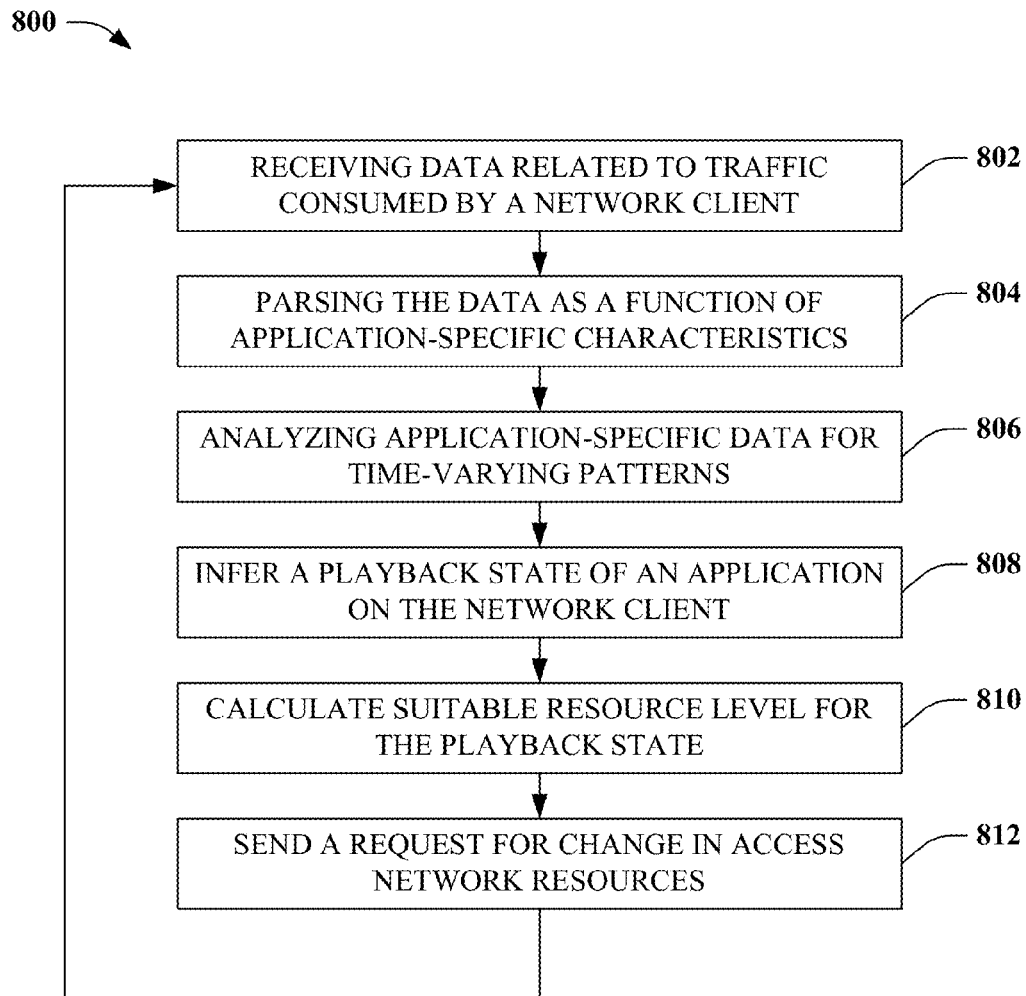 800
RECEIVING DATA RELATED TO TRAFFIC
CONSUMED BY A NETWORK CLIENT
802
PARSING THE DATA AS A FUNCTION OF
APPLICATION-SPECIFIC CHARACTERISTICS
804
ANALYZING APPLICATION-SPECIFIC DATA FOR
TIME-VARYING PATTERNS
806
INFER A PLAYBACK STATE OF AN APPLICATION
ON THE NETWORK CLIENT
808
CALCULATE SUITABLE RESOURCE LEVEL FOR
THE PLAYBACK STATE
810
SEND A REQUEST FOR CHANGE IN ACCESS
NETWORK RESOURCES
812